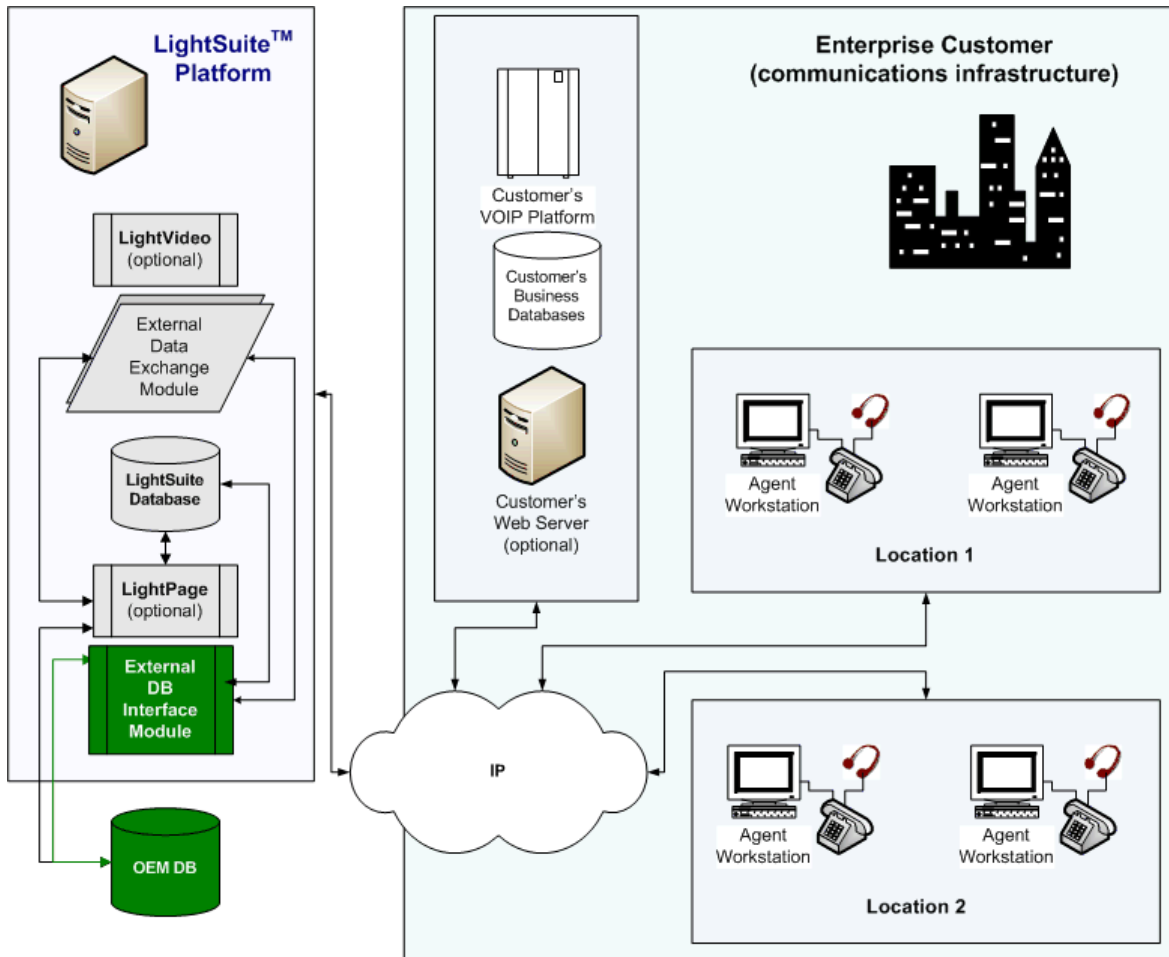 LightSuite™
Platform
LightVideo
(optional)
External
Data
Exchange
Module
LightSuite
Database
LightPage
(optional)
External
DB
Interface
Module
OEM DB
IP
Enterprise Customer
(communications infrastructure)
Customer's
VOIP Platform
Customer's
Business
Databases
Customer's
Web Server
(optional)
Agent
Workstation
Agent
Workstation
Location 1
Agent
Workstation
Agent
Workstation
Location 2